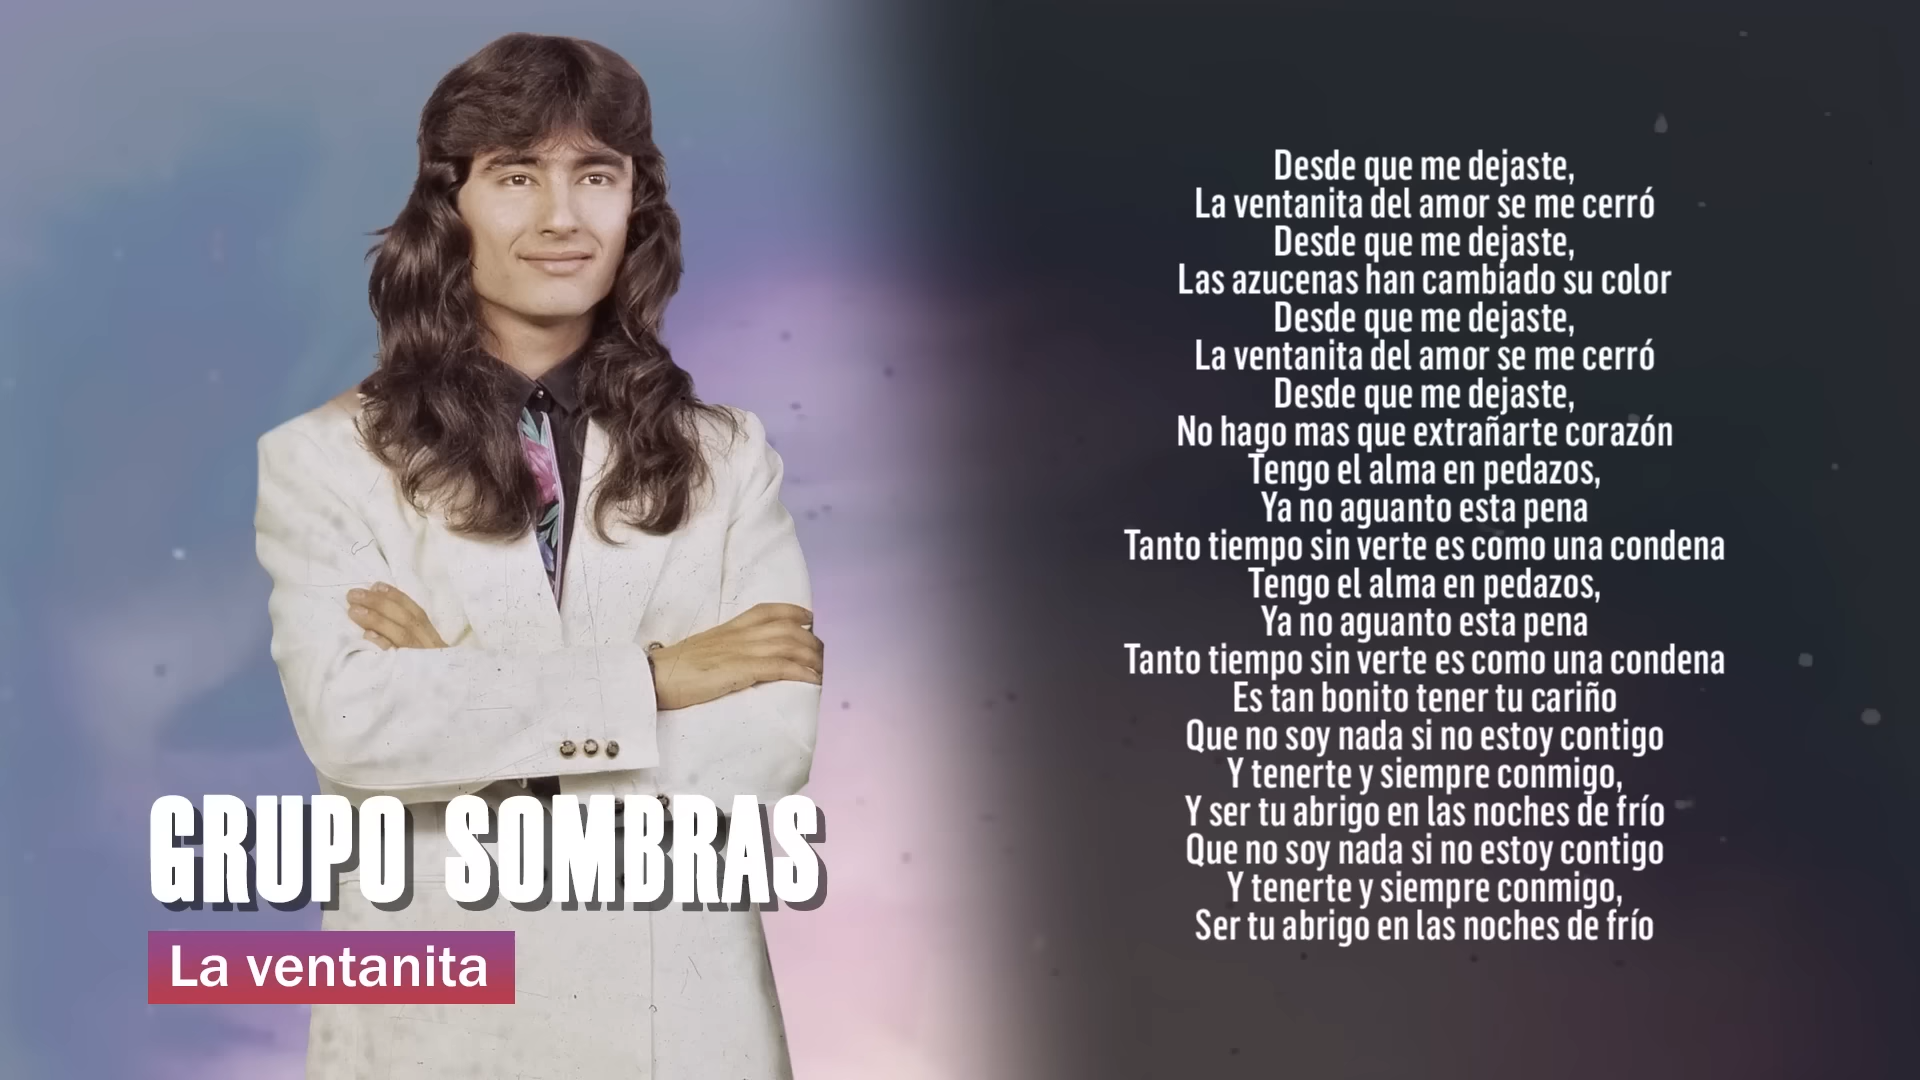 GRUPO SOMBRAS
La ventanita
Desde que me dejaste,
La ventanita del amor se me cerró
Desde que me dejaste,
Las azucenas han cambiado su color
Desde que me dejaste,
La ventanita del amor se me cerró
Desde que me dejaste,
No hago mas que extrañarte corazón
Tengo el alma en pedazos,
Ya no aguanto esta pena
Tanto tiempo sin verte es como una condena
Tengo el alma en pedazos,
Ya no aguanto esta pena
Tanto tiempo sin verte es como una condena
Es tan bonito tener tu cariño
Que no soy nada si no estoy contigo
Y tenerte y siempre conmigo,
Y ser tu abrigo en las noches de frío
Que no soy nada si no estoy contigo
Y tenerte y siempre conmigo,
Ser tu abrigo en las noches de frío